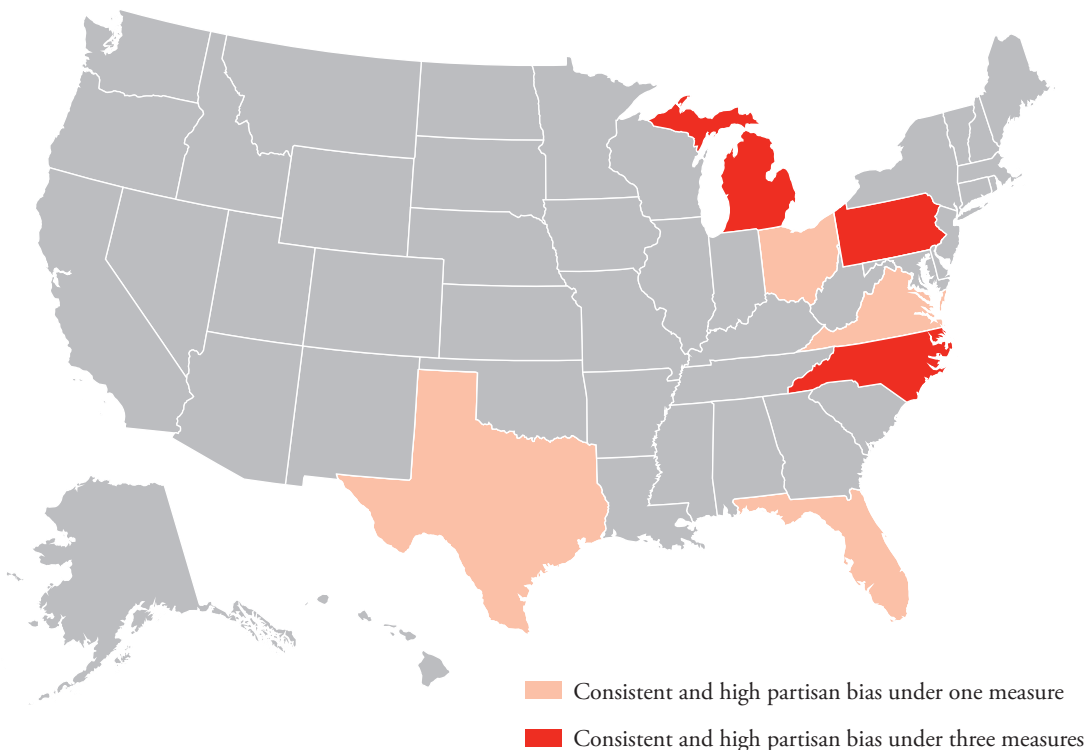 Consistent and high partisan bias under one measure
Consistent and high partisan bias under three measures